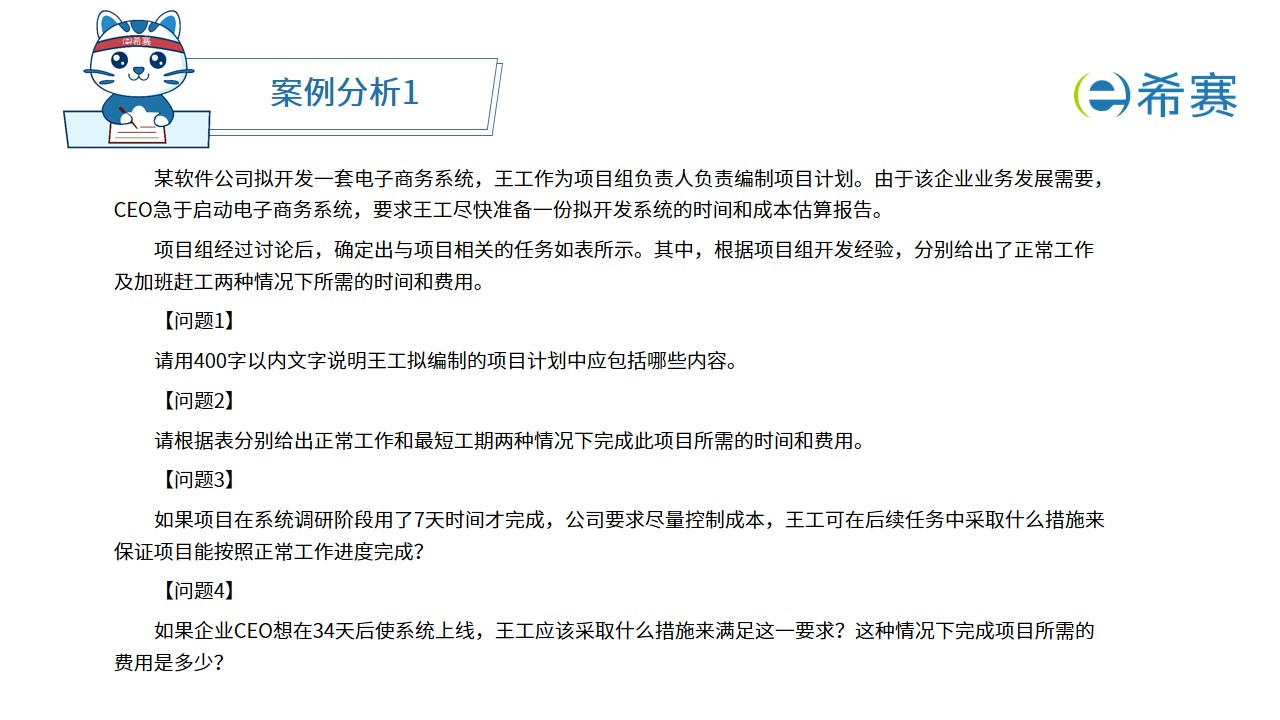 希赛
案例分析1
希赛
某软件公司拟开发一套电子商务系统，王工作为项目组负责人负责编制项目计划。由于该企业业务发展需要，
CEO急于启动电子商务系统，要求王工尽快准备一份拟开发系统的时间和成本估算报告。
项目组经过讨论后，确定出与项目相关的任务如表所示。其中，根据项目组开发经验，分别给出了正常工作
及加班赶工两种情况下所需的时间和费用。
【问题1】
请用400字以内文字说明王工拟编制的项目计划中应包括哪些内容。
【问题2】
请根据表分别给出正常工作和最短工期两种情况下完成此项目所需的时间和费用。
【问题3】
如果项目在系统调研阶段用了7天时间才完成，公司要求尽量控制成本，王工可在后续任务中采取什么措施来
保证项目能按照正常工作进度完成？
【问题4】
如果企业CEO想在34天后使系统上线，王工应该采取什么措施来满足这一要求？这种情况下完成项目所需的
费用是多少？